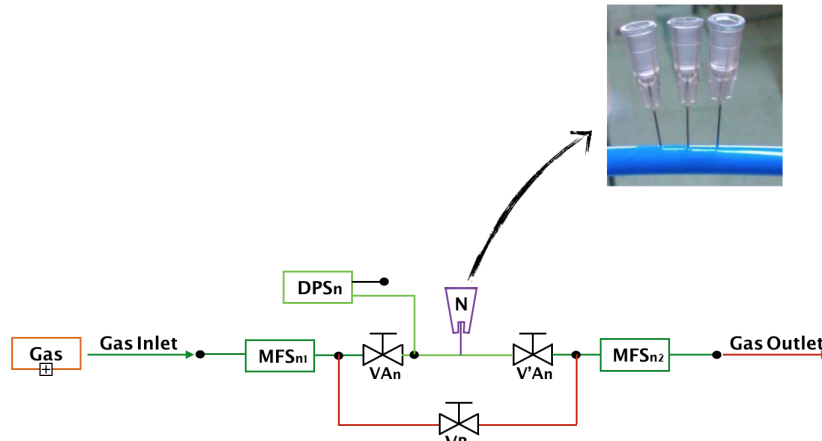 DPSn
N
Gas Inlet
Gas Outlet
Gas
MFSn1
VAn
V'An
MFSn2